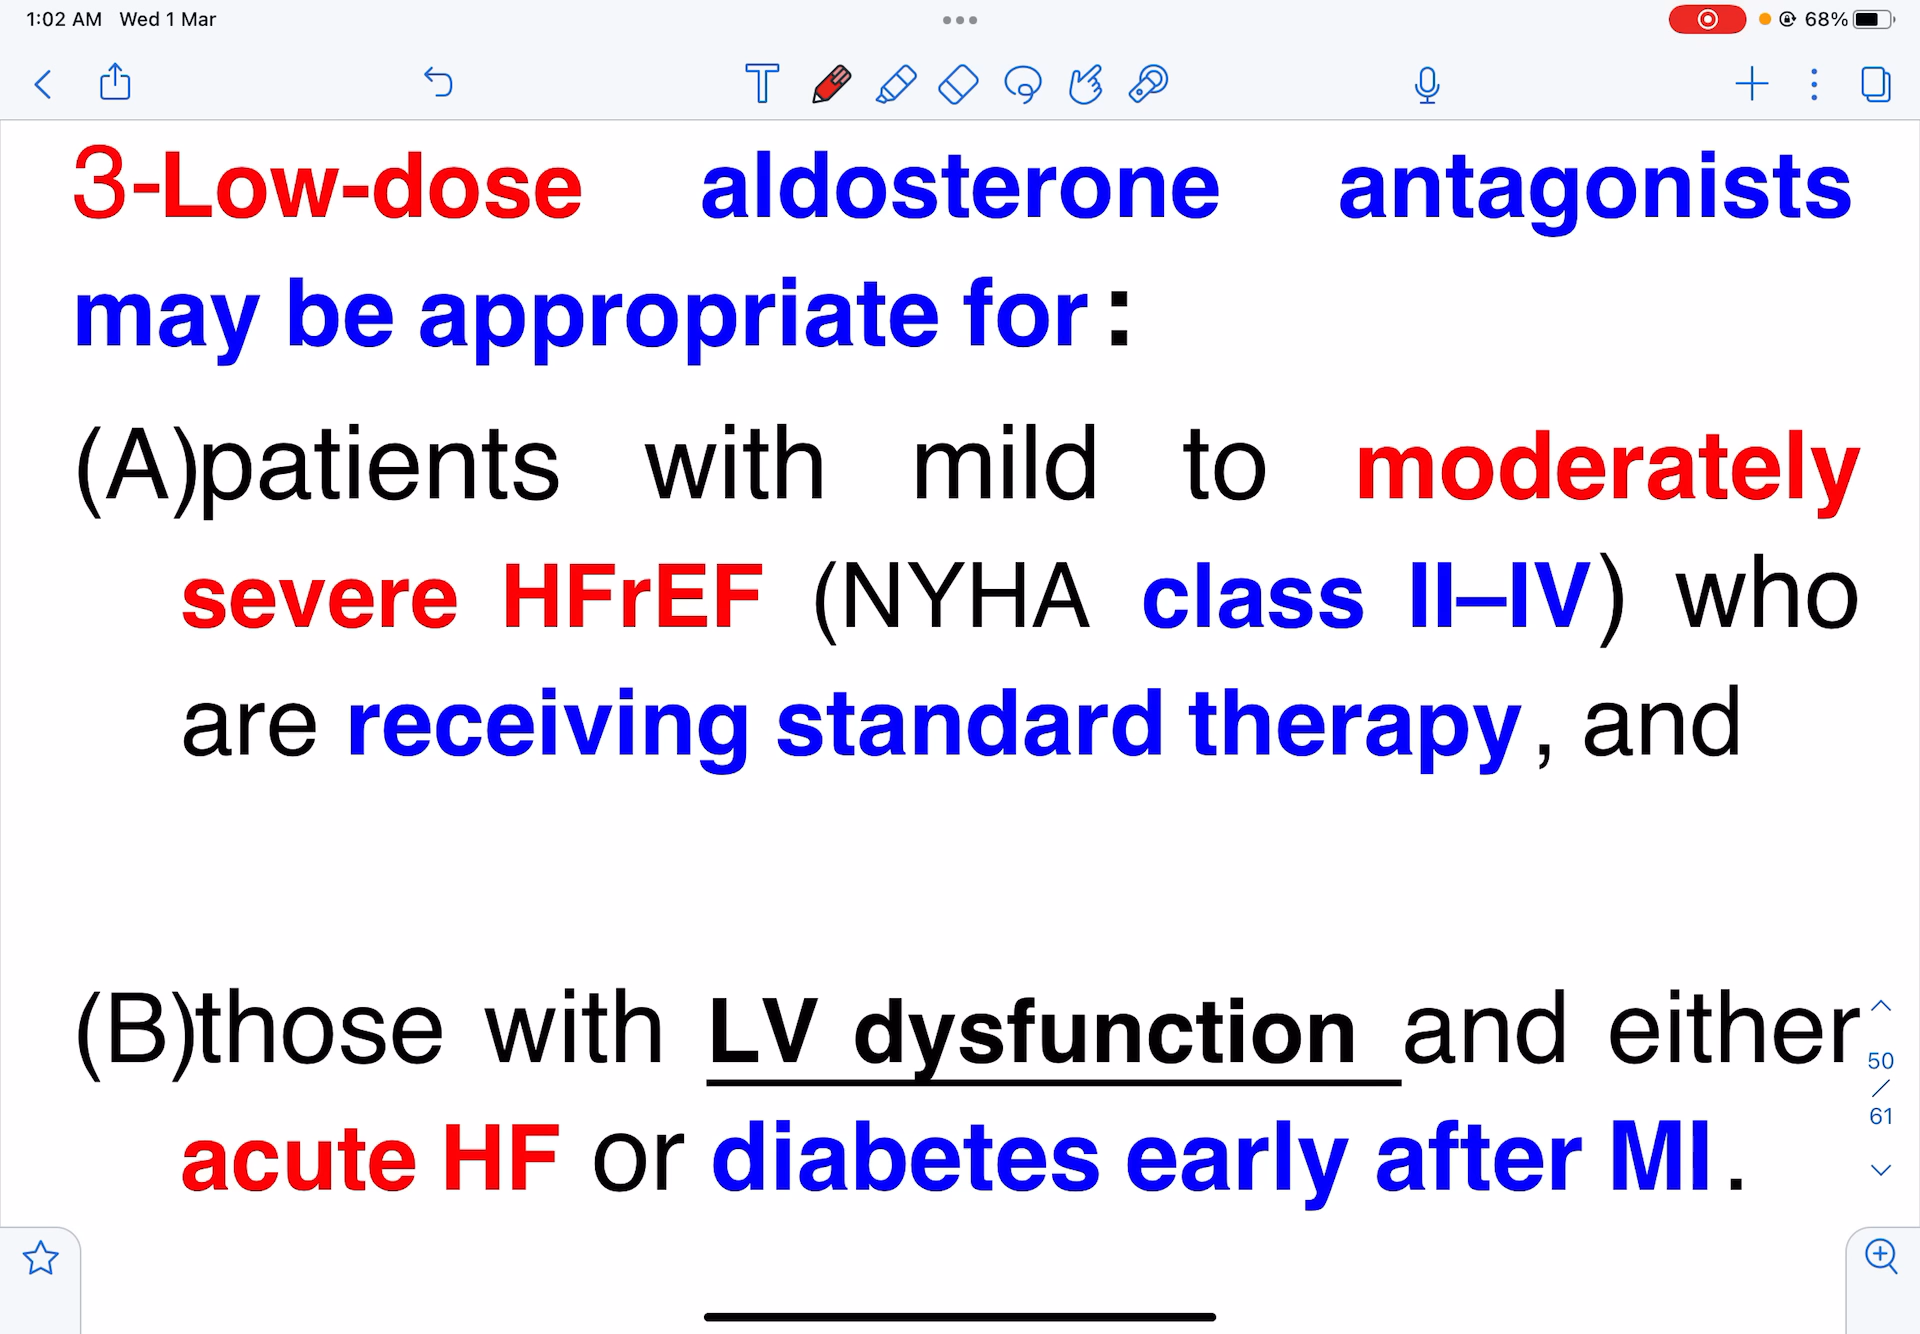 1:02 AM Wed 1 Mar
68%
3-Low-dose aldosterone antagonists
may be appropriate for:
(A)patients with mild to moderately
severe HFrEF (NYHA class II–IV) who
are receiving standard therapy, and
(B)those with LV dysfunction and either
acute HF or diabetes early after MI.
50
/
61